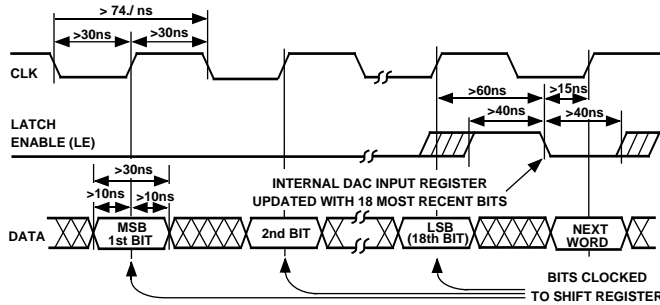 > 74./ ns
>30ns >30ns
CLK
>60ns >15ns
LATCH
ENABLE (LE)
>40ns >40ns
>30ns
>10ns >10ns
INTERNAL DAC INPUT REGISTER
UPDATED WITH 18 MOST RECENT BITS
DATA
MSB
1st BIT
2nd BIT
LSB
(18th BIT)
NEXT
WORD
BITS CLOCKED
TO SHIFT REGISTER